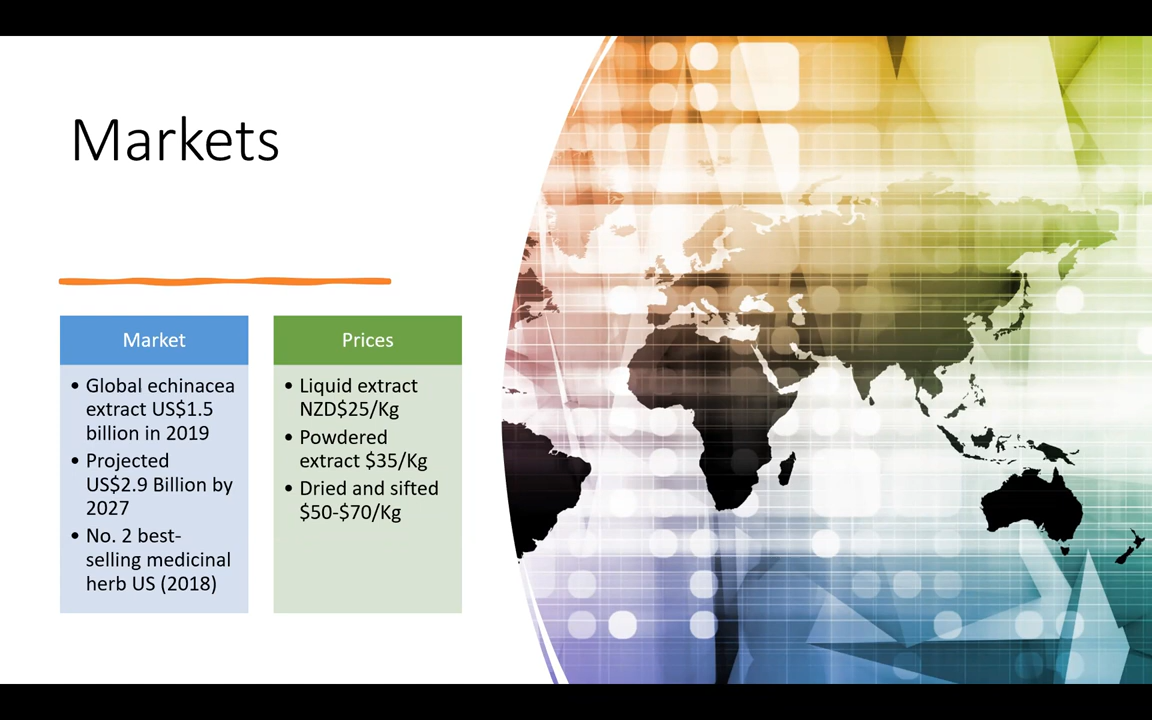 Markets
Market
• Global echinacea
extract US$1.5
billion in 2019
• Projected
US$2.9 Billion by
2027
• No. 2 best-
selling medicinal
herb US (2018)
Prices
• Liquid extract
NZD$25/Kg
• Powdered
extract $35/Kg
• Dried and sifted
$50-$70/Kg